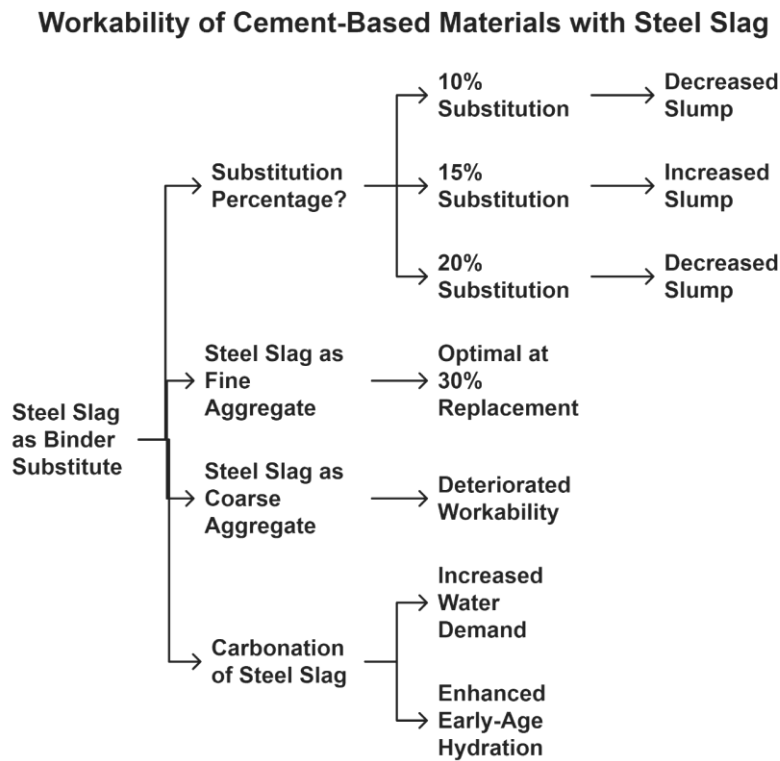 Workability of Cement-Based Materials with Steel Slag
10%
Substitution
Decreased
Slump
Substitution
Percentage?
15%
Substitution
Increased
Slump
20%
Substitution
Decreased
Slump
Steel Slag as
Fine
Aggregate
Optimal at
30%
Replacement
Steel Slag
as Binder
Substitute
Steel Slag as
Coarse
Aggregate
Deteriorated
Workability
Increased
Water
Demand
Carbonation
of Steel Slag
Enhanced
Early-Age
Hydration